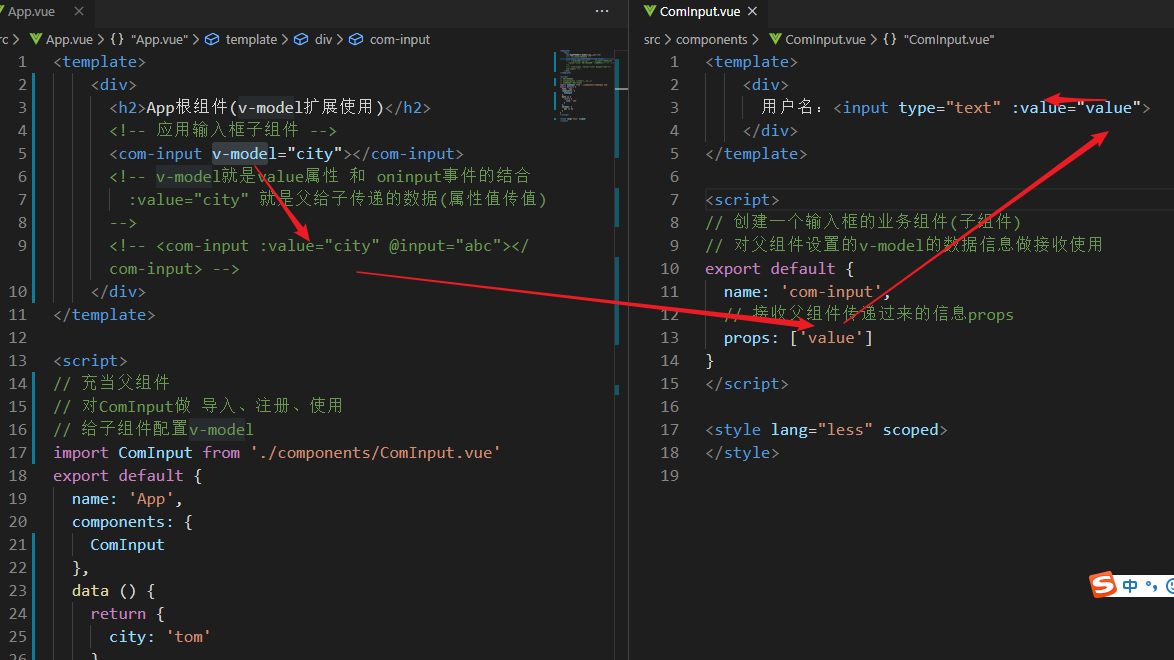 App.vue
ComInput.vue
rc > App.vue > {} "App.vue" > template > div > com-input
src > components > ComInput.vue > {} "ComInput.vue"
1 <template>
2 <div>
3 <h2>App根组件(v-model扩展使用)</h2>
4 <!-- 应用输入框子组件 -->
5 <com-input v-model="city"></com-input>
6 <!-- v-model就是value属性 和 oninput事件的结合
7 :value="city" 就是父给子传递的数据(属性值传值)
8 -->
9 <!-- <com-input :value="city" @input="abc"></
com-input> -->
10 </div>
11 </template>
12
13 <script>
14 // 充当父组件
15 // 对ComInput做 导入、注册、使用
16 // 给子组件配置v-model
17 import ComInput from './components/ComInput.vue'
18 export default {
19 name: 'App',
20 components: {
21 ComInput
22 },
23 data () {
24 return {
25 city: 'tom'
26 }
1 <template>
2 <div>
3 用户名：<input type="text" :value="value">
4 </div>
5 </template>
6
7 <script>
8 // 创建一个输入框的业务组件(子组件)
9 // 对父组件设置的v-model的数据信息做接收使用
10 export default {
11 name: 'com-input',
12 // 接收父组件传递过来的信息props
13 props: ['value']
14 }
15 </script>
16
17 <style lang="less" scoped>
18 </style>
19
S 中 °,